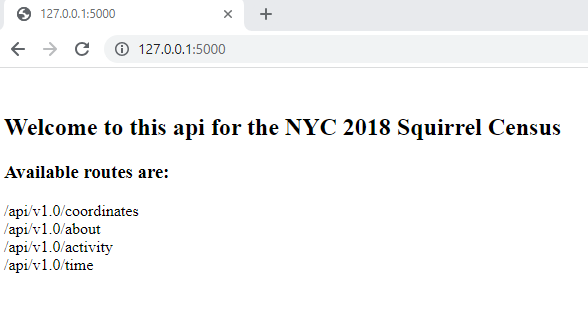 127.0.0.1:5000
127.0.0.1:5000
Welcome to this api for the NYC 2018 Squirrel Census
Available routes are:
/api/v1.0/coordinates
/api/v1.0/about
/api/v1.0/activity
/api/v1.0/time